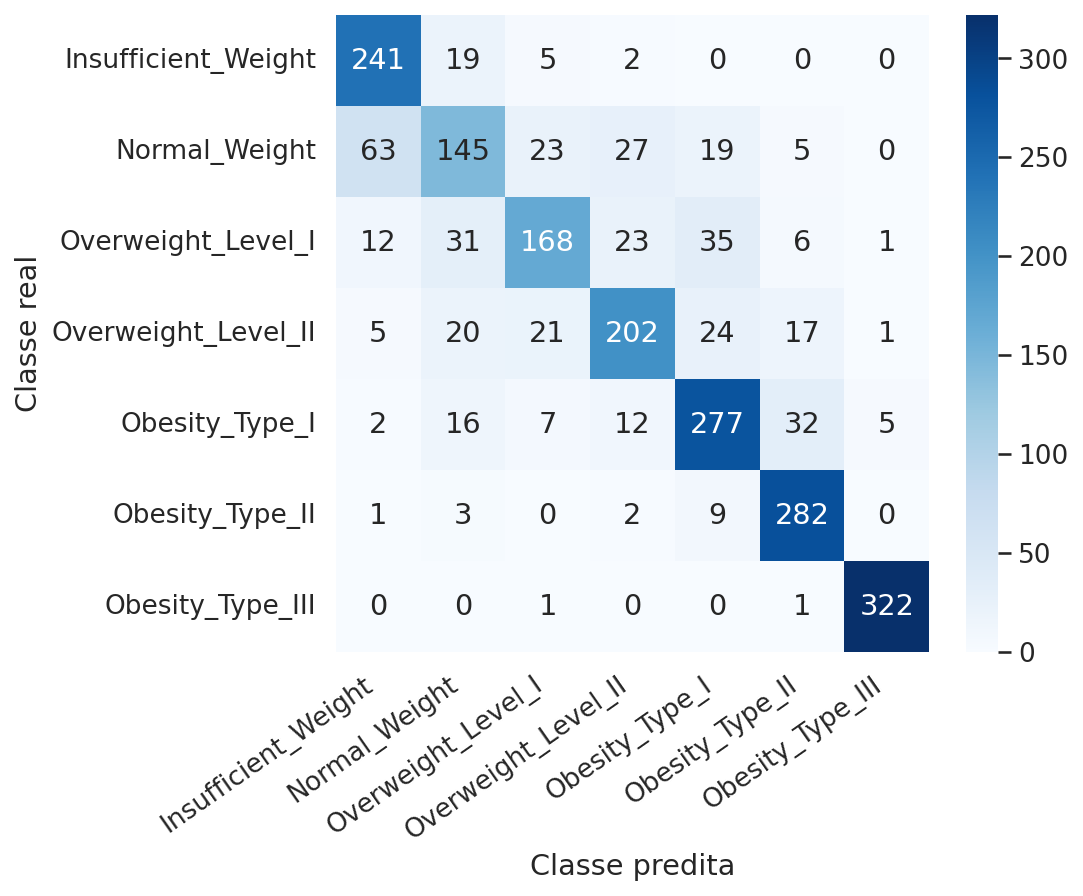 Insufficient_Weight 241 19 5 2 0 0 0
Normal_Weight 63 145 23 27 19 5 0
Overweight_Level_I 12 31 168 23 35 6 1
Overweight_Level_II 5 20 21 202 24 17 1
Obesity_Type_I 2 16 7 12 277 32 5
Obesity_Type_II 1 3 0 2 9 282 0
Obesity_Type_III 0 0 1 0 0 1 322
Classe real
Insufficient_Weight
Normal_Weight
Overweight_Level_I
Overweight_Level_II
Obesity_Type_I
Obesity_Type_II
Obesity_Type_III
Classe predita
300
250
200
150
100
50
0